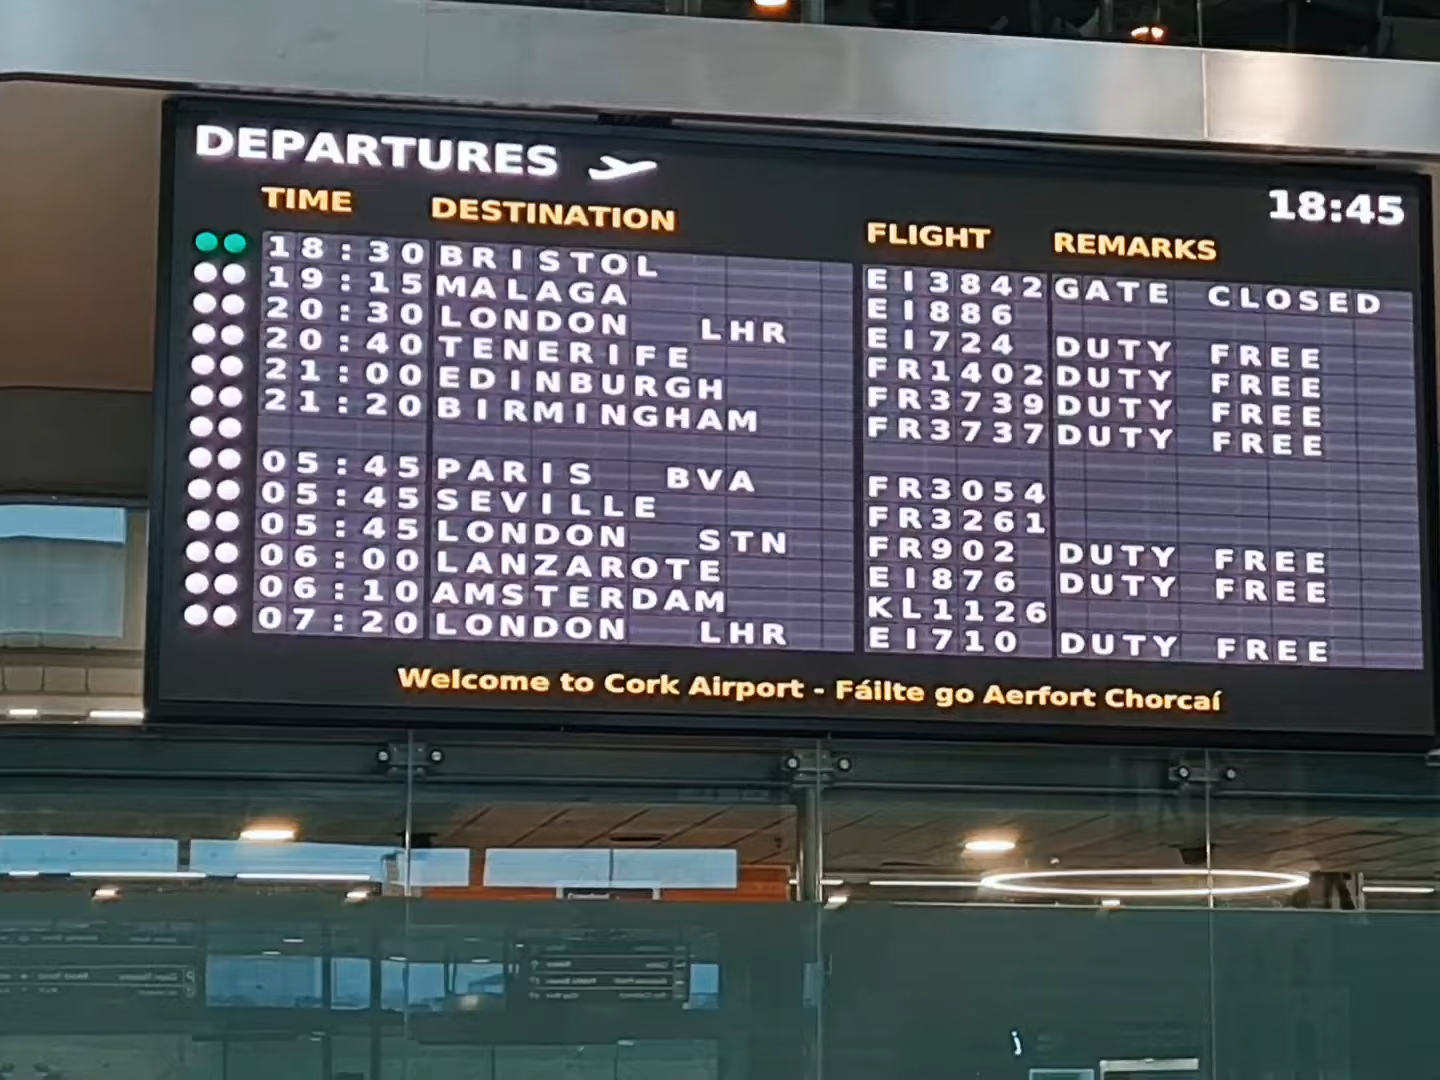 DEPARTURES
18:45
TIME DESTINATION FLIGHT REMARKS
18:30 BRISTOL EI3842 GATE CLOSED
19:15 MALAGA EI886
20:30 LONDON LHR EI724 DUTY FREE
20:40 TENERIFE FR1402 DUTY FREE
21:00 EDINBURGH FR3739 DUTY FREE
21:20 BIRMINGHAM FR3737 DUTY FREE
05:45 PARIS BVA FR3054
05:45 SEVILLE FR3261
05:45 LONDON STN FR902 DUTY FREE
06:00 LANZAROTE EI876 DUTY FREE
06:10 AMSTERDAM KL1126
07:20 LONDON LHR EI710 DUTY FREE
Welcome to Cork Airport - Fáilte go Aerfort Chorcaí